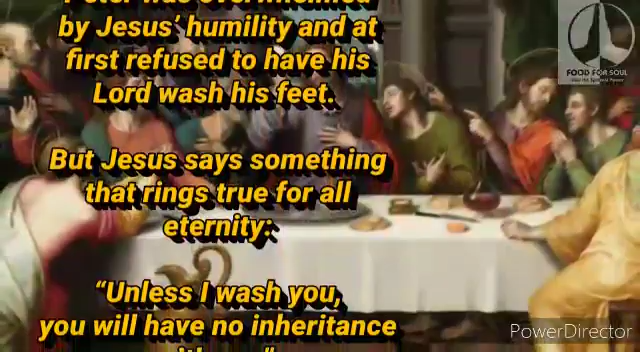 by Jesus’ humility and at
first refused to have his
Lord wash his feet.
But Jesus says something
that rings true for all
eternity:
“Unless I wash you,
you will have no inheritance
FOOD FOR SOUL
PowerDirector